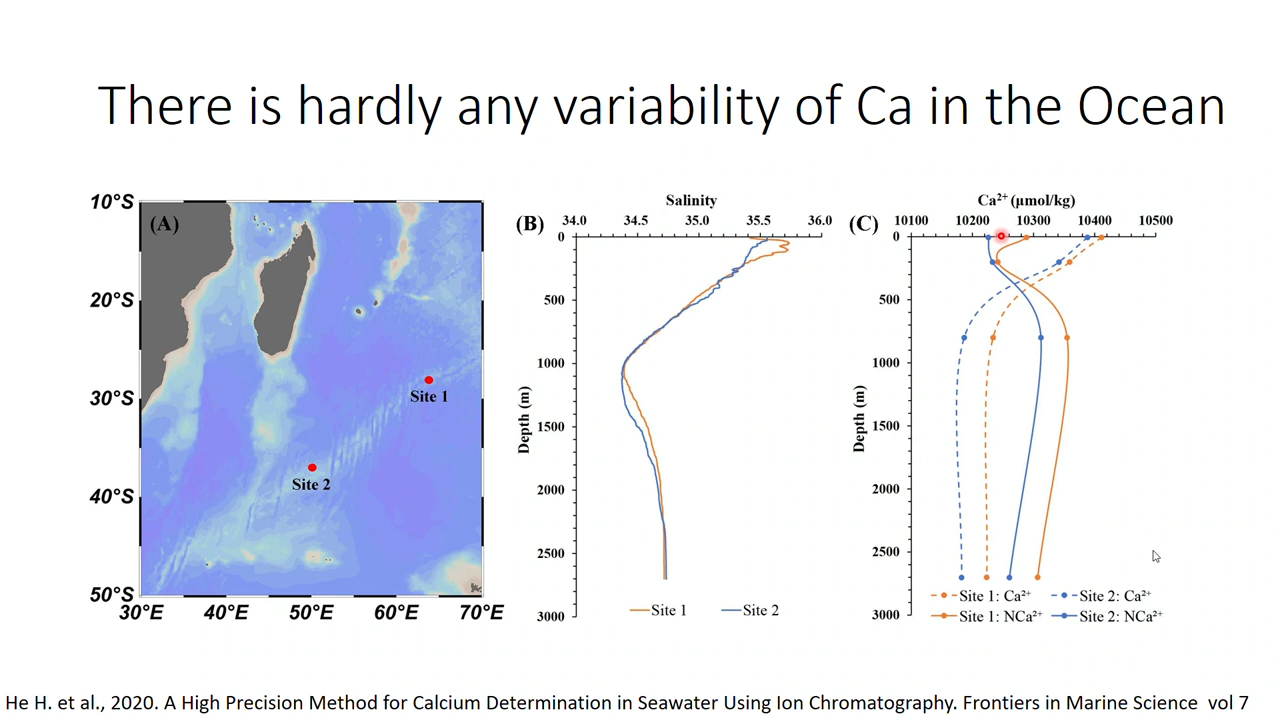 There is hardly any variability of Ca in the Ocean
(A)
10°S
20°S
30°S
40°S
50°S
30°E 40°E 50°E 60°E 70°E
Site 1
Site 2
(B)
Salinity
34.0 34.5 35.0 35.5 36.0
Depth (m)
0
500
1000
1500
2000
2500
3000
Site 1 Site 2
(C)
Ca²⁺ (μmol/kg)
10100 10200 10300 10400 10500
Depth (m)
0
500
1000
1500
2000
2500
3000
Site 1: Ca²⁺ Site 2: Ca²⁺
Site 1: NCa²⁺ Site 2: NCa²⁺
He H. et al., 2020. A High Precision Method for Calcium Determination in Seawater Using Ion Chromatography. Frontiers in Marine Science vol 7